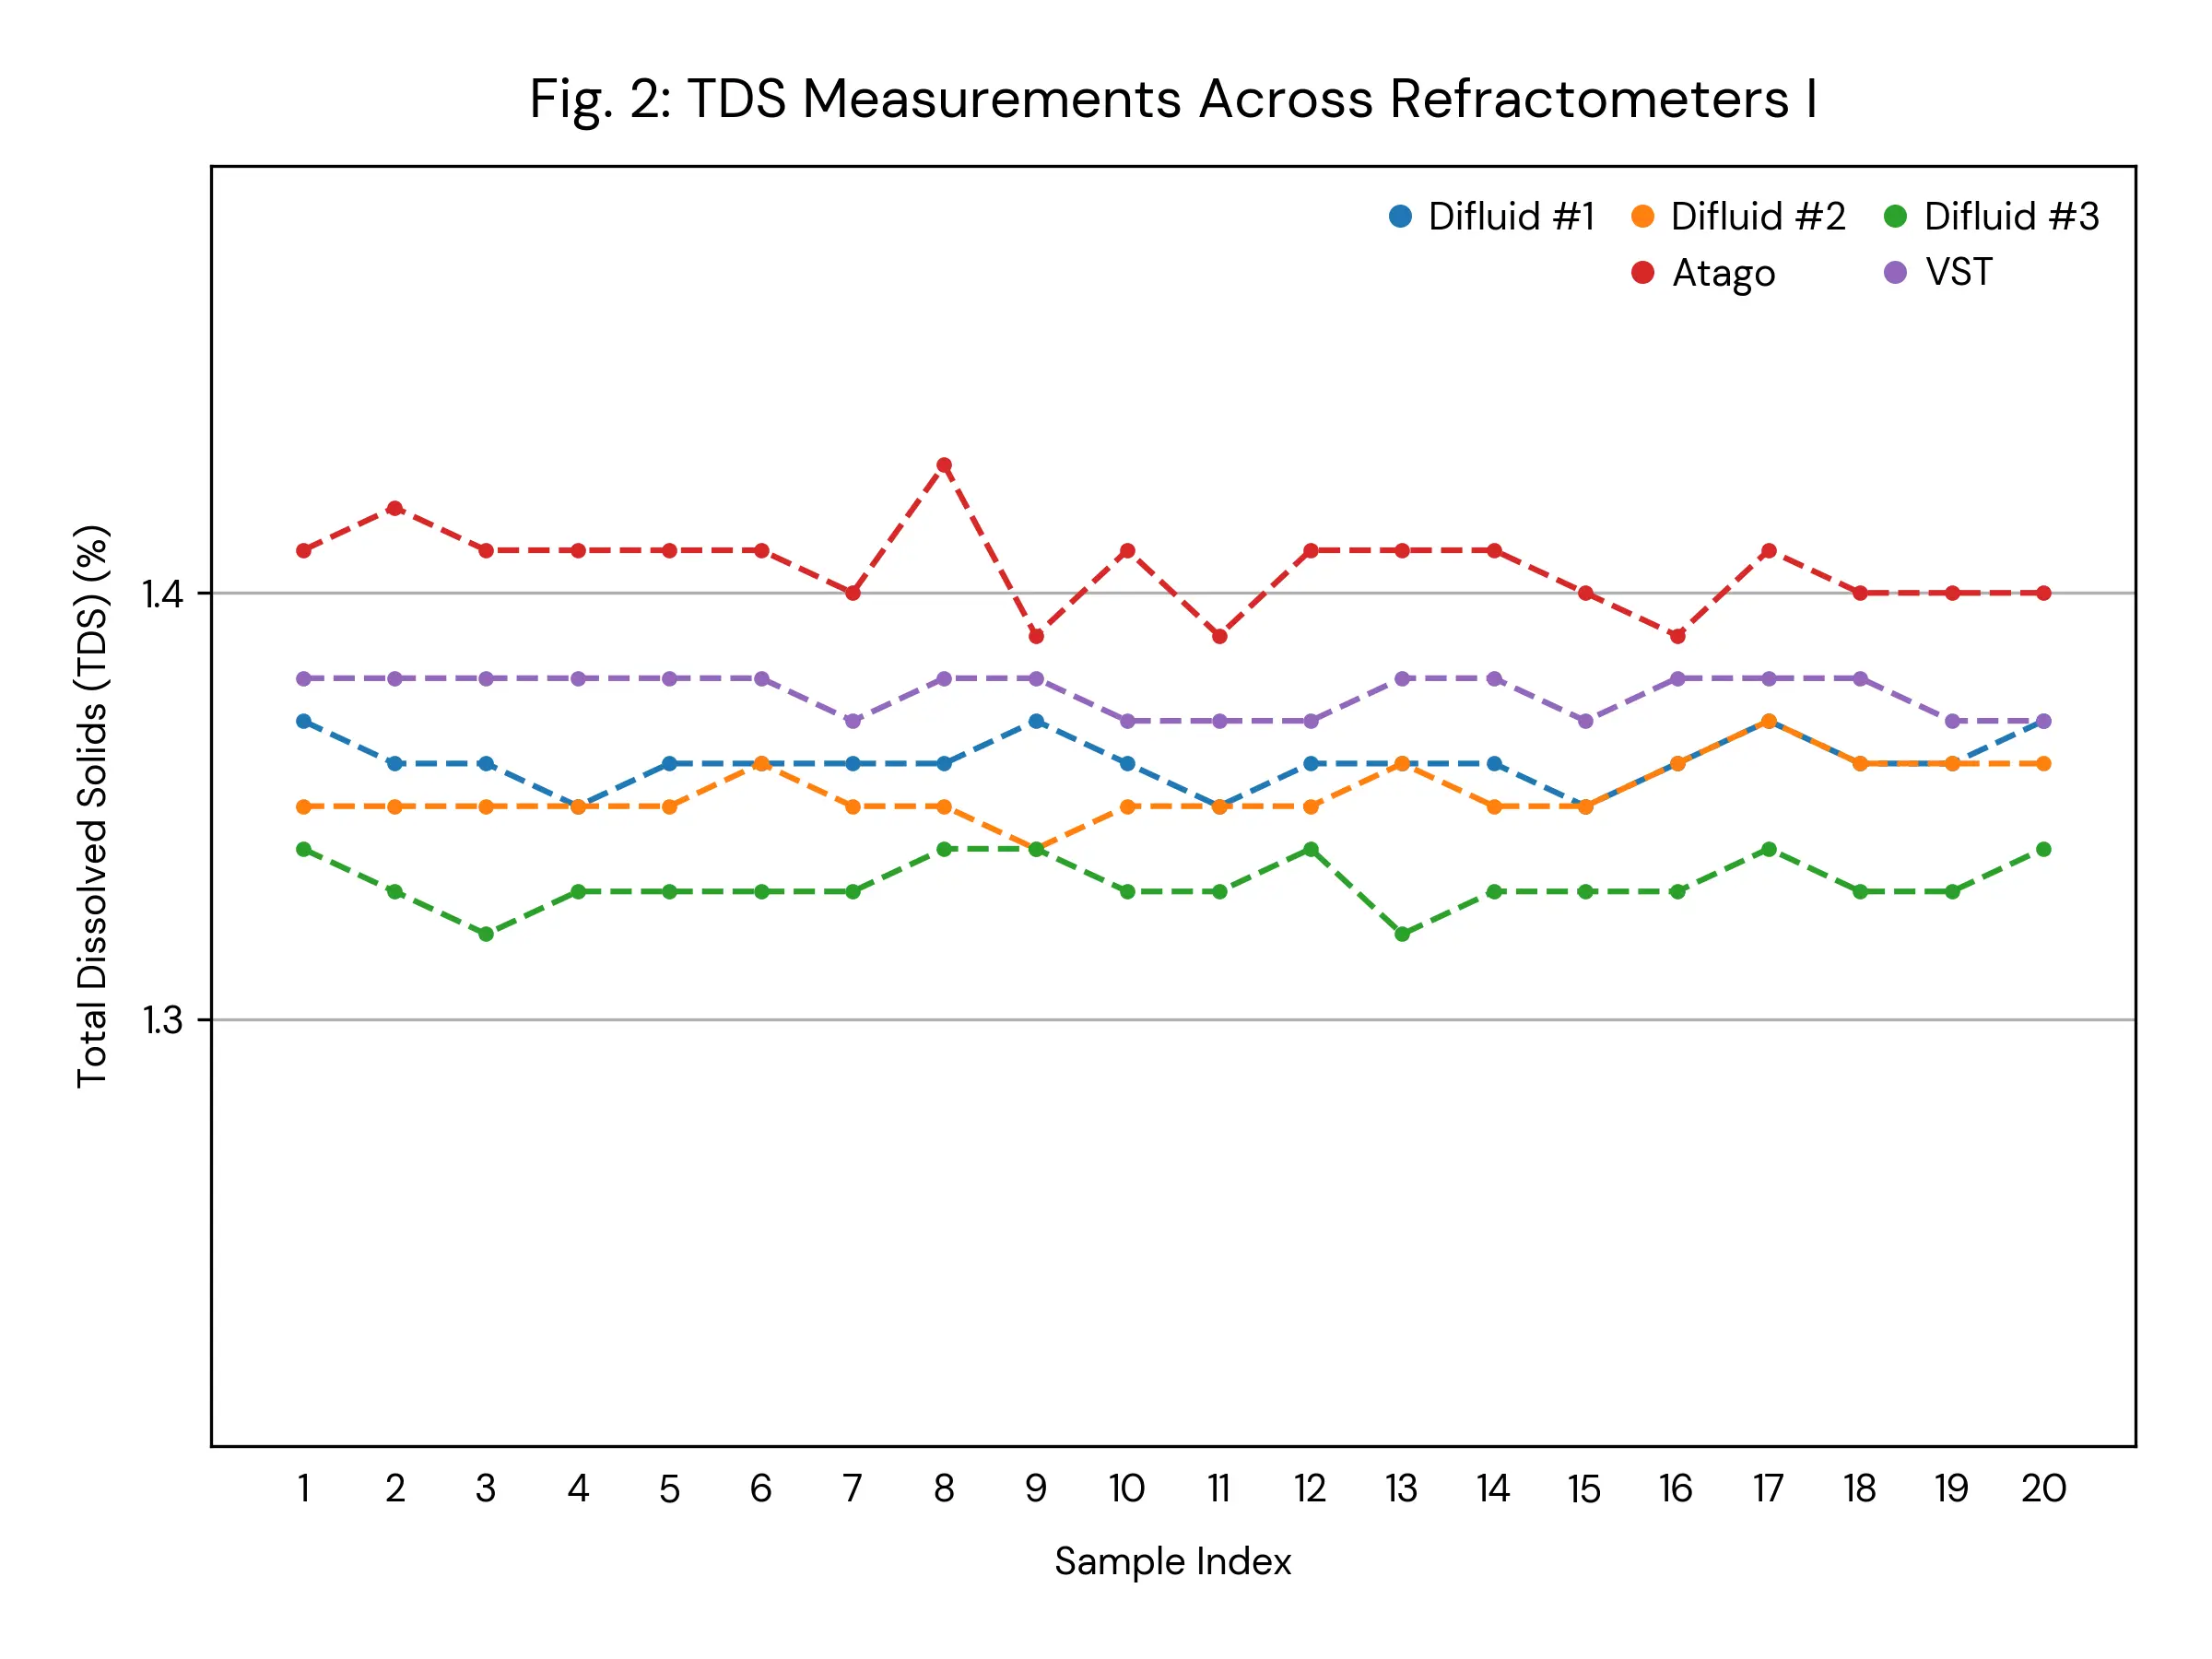 Fig. 2: TDS Measurements Across Refractometers I
Difluid #1 Difluid #2 Difluid #3
Atago VST
Total Dissolved Solids (TDS) (%)
1.4
1.3
1 2 3 4 5 6 7 8 9 10 11 12 13 14 15 16 17 18 19 20
Sample Index